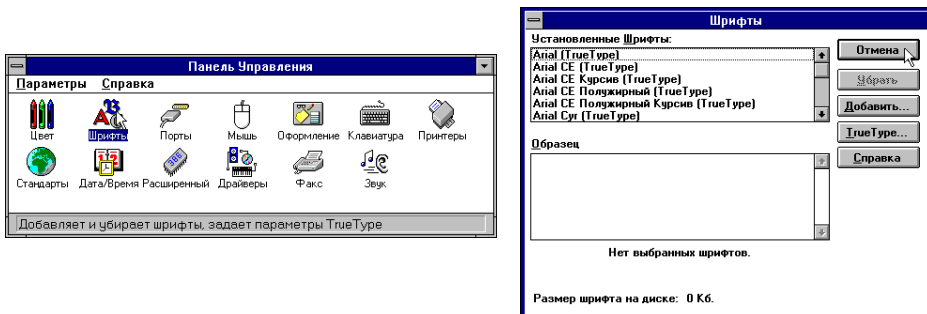 Панель Управления
Параметры Справка
Цвет Шрифты Порты Мышь Оформление Клавиатура Принтеры
Стандарты Дата/Время Расширенный Драйверы Факс Звук
Добавляет и убирает шрифты, задает параметры TrueType
Шрифты
Установленные Шрифты:
Arial (TrueType)
Arial CE (TrueType)
Arial CE Курсив (TrueType)
Arial CE Полужирный (TrueType)
Arial CE Полужирный Курсив (TrueType)
Arial Cyr (TrueType)
Отмена
Убрать
Добавить...
TrueType...
Справка
Образец
Нет выбранных шрифтов.
Размер шрифта на диске: 0 Кб.